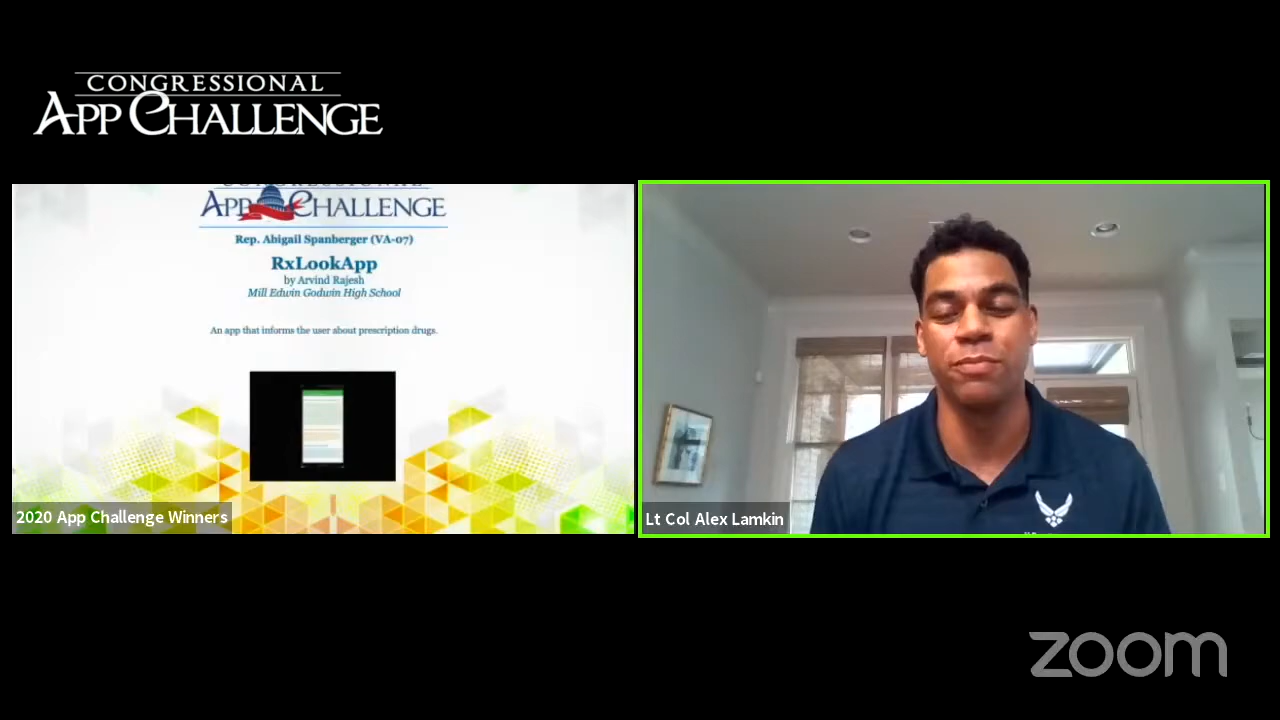 CONGRESSIONAL
APP CHALLENGE
CONGRESSIONAL
APP CHALLENGE
Rep. Abigail Spanberger (VA-07)
RxLookApp
by Arvind Rajesh
Mill Edwin Godwin High School
An app that informs the user about prescription drugs.
2020 App Challenge Winners
Lt Col Alex Lamkin
zoom